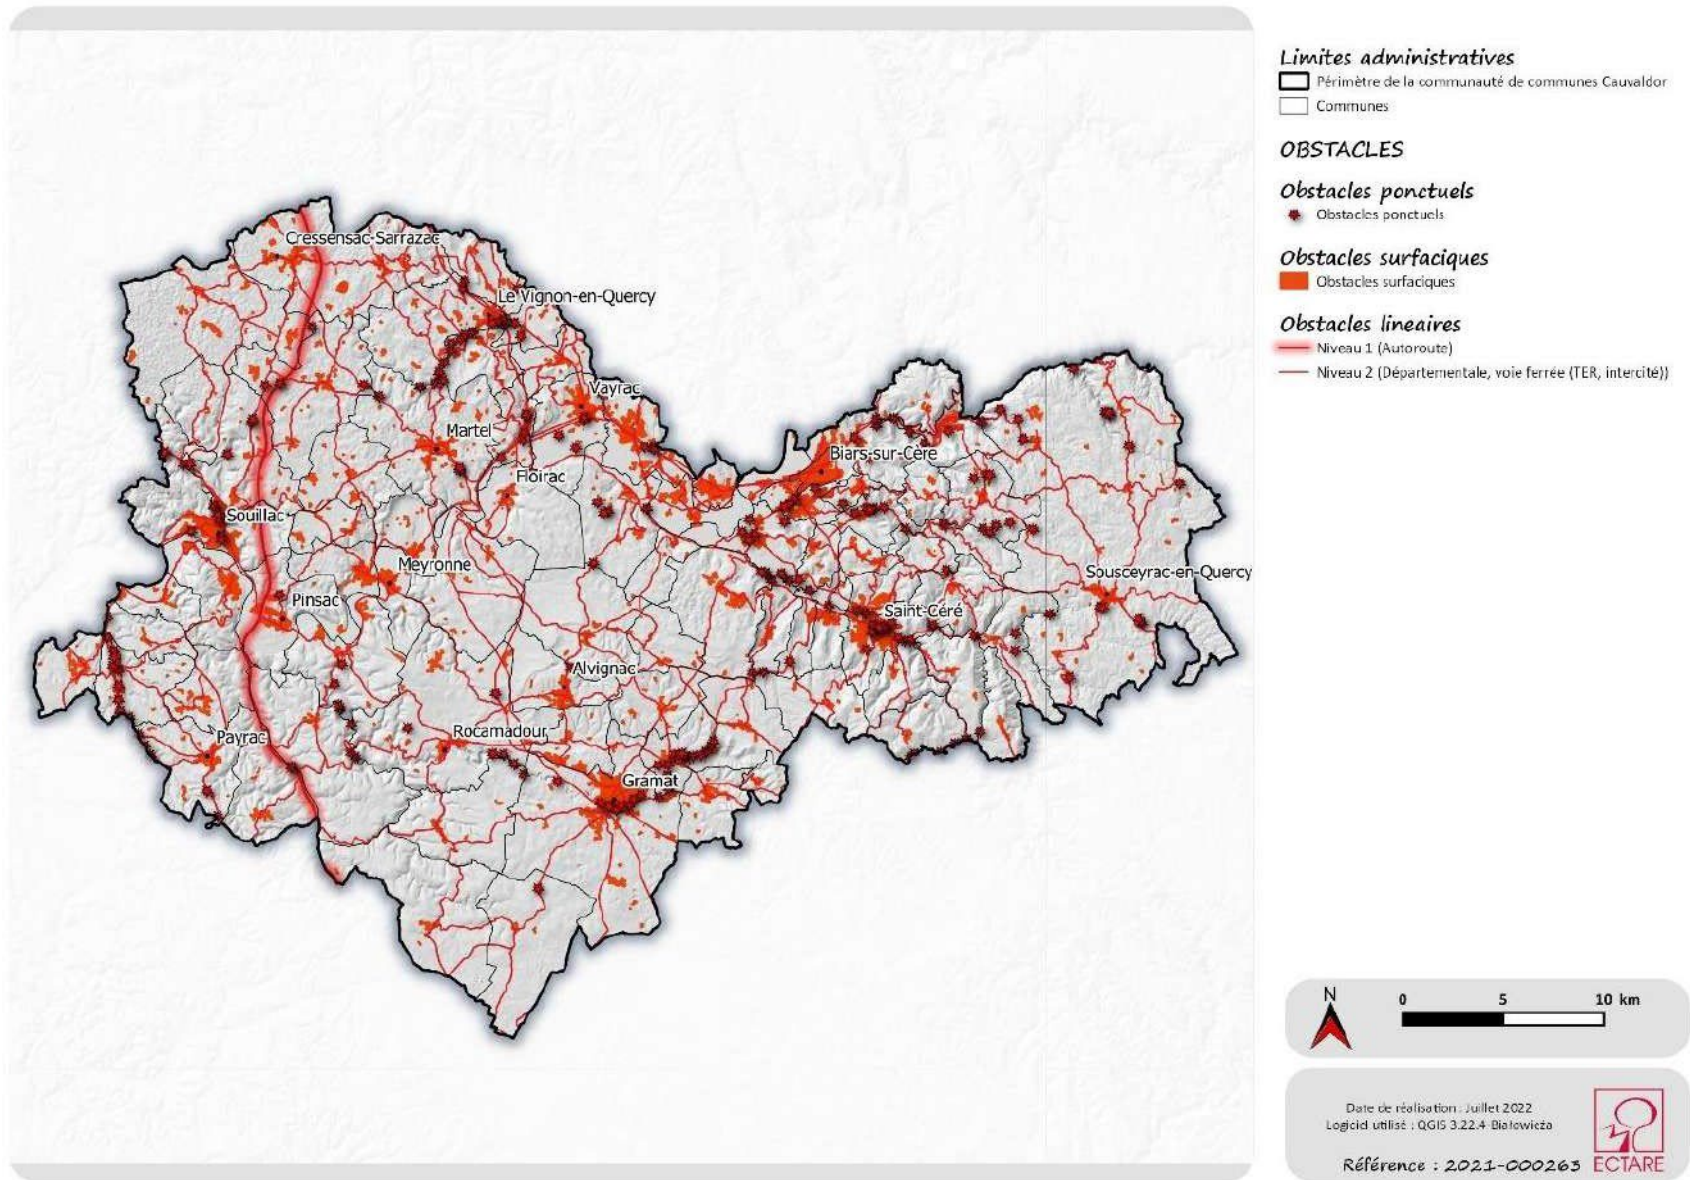 Limites administratives
Périmètre de la communauté de communes Cauvaldor
Communes
OBSTACLES
Obstacles ponctuels
Obstacles ponctuels
Obstacles surfaciques
Obstacles surfaciques
Obstacles lineaires
Niveau 1 (Autoroute)
Niveau 2 (Départementale, voie ferrée (TER, intercité))
Cressensac-Sarrazac
Le Vignon-en-Quercy
Vayrac
Martel
Biars-sur-Cère
Floirac
Souillac
Meyronne
Sousceyrac-en-Quercy
Pinsac
Saint-Céré
Alvignac
Rocamadour
Payrac
Gramat
N
0 5 10 km
Date de réalisation : Juillet 2022
Logiciel utilisé : QGIS 3.22.4-Białowieża
Référence : 2021-000263
ECTARE